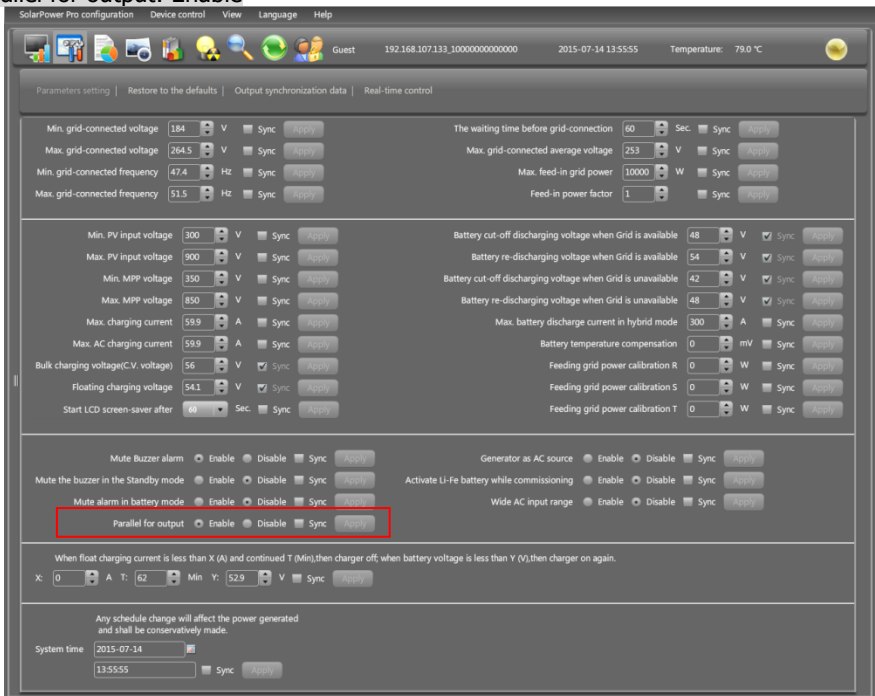 allel for output: Enable
SolarPower Pro configuration Device control View Language Help
Guest 192.168.107.133_10000000000000 2015-07-14 13:55:55 Temperature: 79.0 ℃
Parameters setting | Restore to the defaults | Output synchronization data | Real-time control
Min. grid-connected voltage 184 V Sync Apply The waiting time before grid-connection 60 Sec. Sync Apply
Max. grid-connected voltage 264.5 V Sync Apply Max. grid-connected average voltage 253 V Sync Apply
Min. grid-connected frequency 47.4 Hz Sync Apply Max. feed-in grid power 10000 W Sync Apply
Max. grid-connected frequency 51.5 Hz Sync Apply Feed-in power factor 1 Sync Apply
Min. PV input voltage 300 V Sync Apply Battery cut-off discharging voltage when Grid is available 48 V Sync Apply
Max. PV input voltage 900 V Sync Apply Battery re-discharging voltage when Grid is available 54 V Sync Apply
Min. MPP voltage 350 V Sync Apply Battery cut-off discharging voltage when Grid is unavailable 42 V Sync Apply
Max. MPP voltage 850 V Sync Apply Battery re-discharging voltage when Grid is unavailable 48 V Sync Apply
Max. charging current 59.9 A Sync Apply Max. battery discharge current in hybrid mode 300 A Sync Apply
Max. AC charging current 59.9 A Sync Apply Battery temperature compensation 0 mV Sync Apply
Bulk charging voltage(C.V. voltage) 56 V Sync Apply Feeding grid power calibration R 0 W Sync Apply
Floating charging voltage 54.1 V Sync Apply Feeding grid power calibration S 0 W Sync Apply
Start LCD screen-saver after 60 Sec. Sync Apply Feeding grid power calibration T 0 W Sync Apply
Mute Buzzer alarm Enable Disable Sync Apply Generator as AC source Enable Disable Sync Apply
Mute the buzzer in the Standby mode Enable Disable Sync Apply Activate Li-Fe battery while commissioning Enable Disable Sync Apply
Mute alarm in battery mode Enable Disable Sync Apply Wide AC input range Enable Disable Sync Apply
Parallel for output Enable Disable Sync Apply
When float charging current is less than X (A) and continued T (Min),then charger off; when battery voltage is less than Y (V),then charger on again.
X: 0 A T: 62 Min Y: 52.9 V Sync Apply
Any schedule change will affect the power generated
and shall be conservatively made.
System time 2015-07-14
13:55:55 Sync Apply